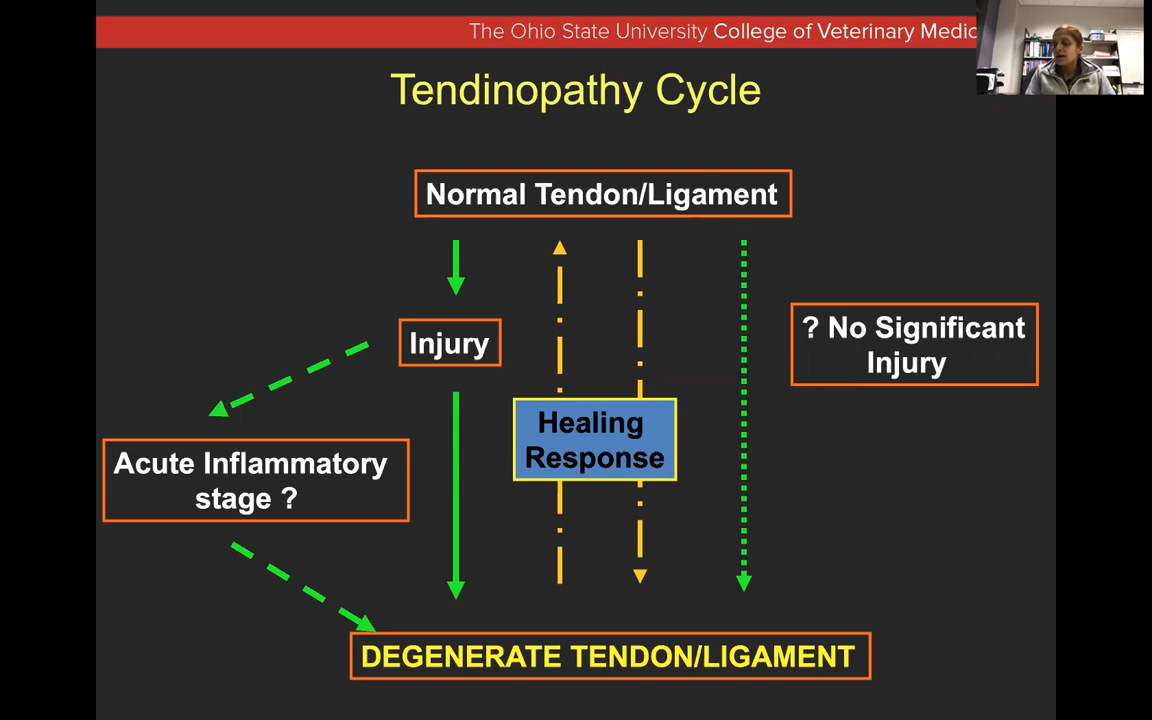 The Ohio State University College of Veterinary Medic
Tendinopathy Cycle
Normal Tendon/Ligament
Injury
? No Significant
Injury
Healing
Response
Acute Inflammatory
stage ?
DEGENERATE TENDON/LIGAMENT